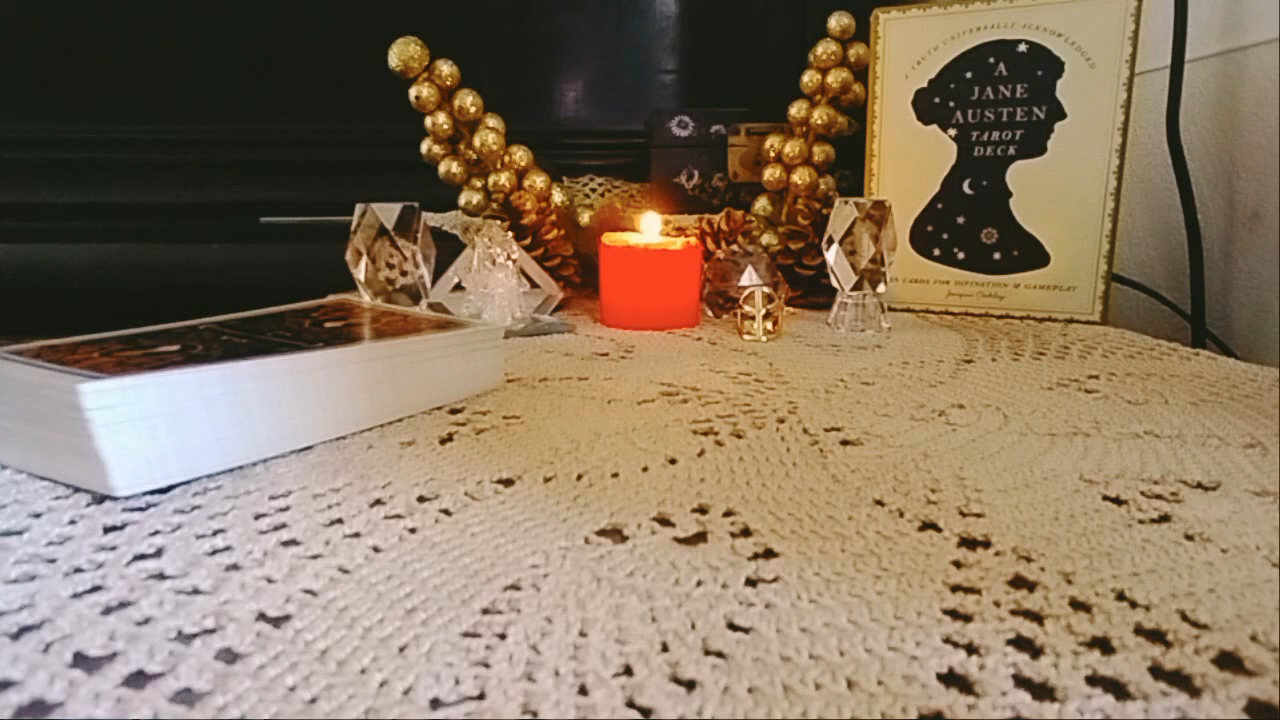 A TRUTH UNIVERSALLY ACKNOWLEDGED
A
JANE
AUSTEN
TAROT
DECK
CARDS FOR DIVINATION & GAMEPLAY